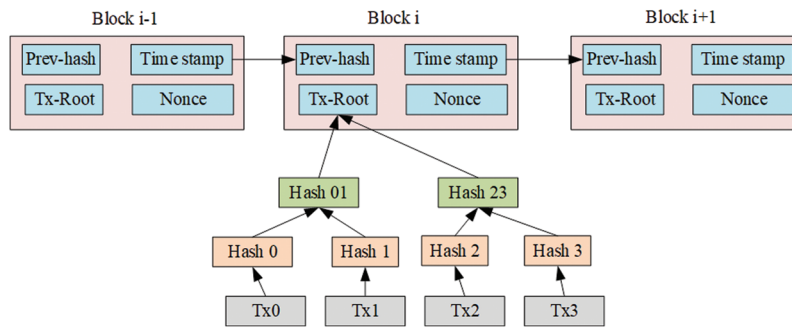 Block i-1 Block i Block i+1
Prev-hash Time stamp Prev-hash Time stamp Prev-hash Time stamp
Tx-Root Nonce Tx-Root Nonce Tx-Root Nonce
Hash 01 Hash 23
Hash 0 Hash 1 Hash 2 Hash 3
Tx0 Tx1 Tx2 Tx3